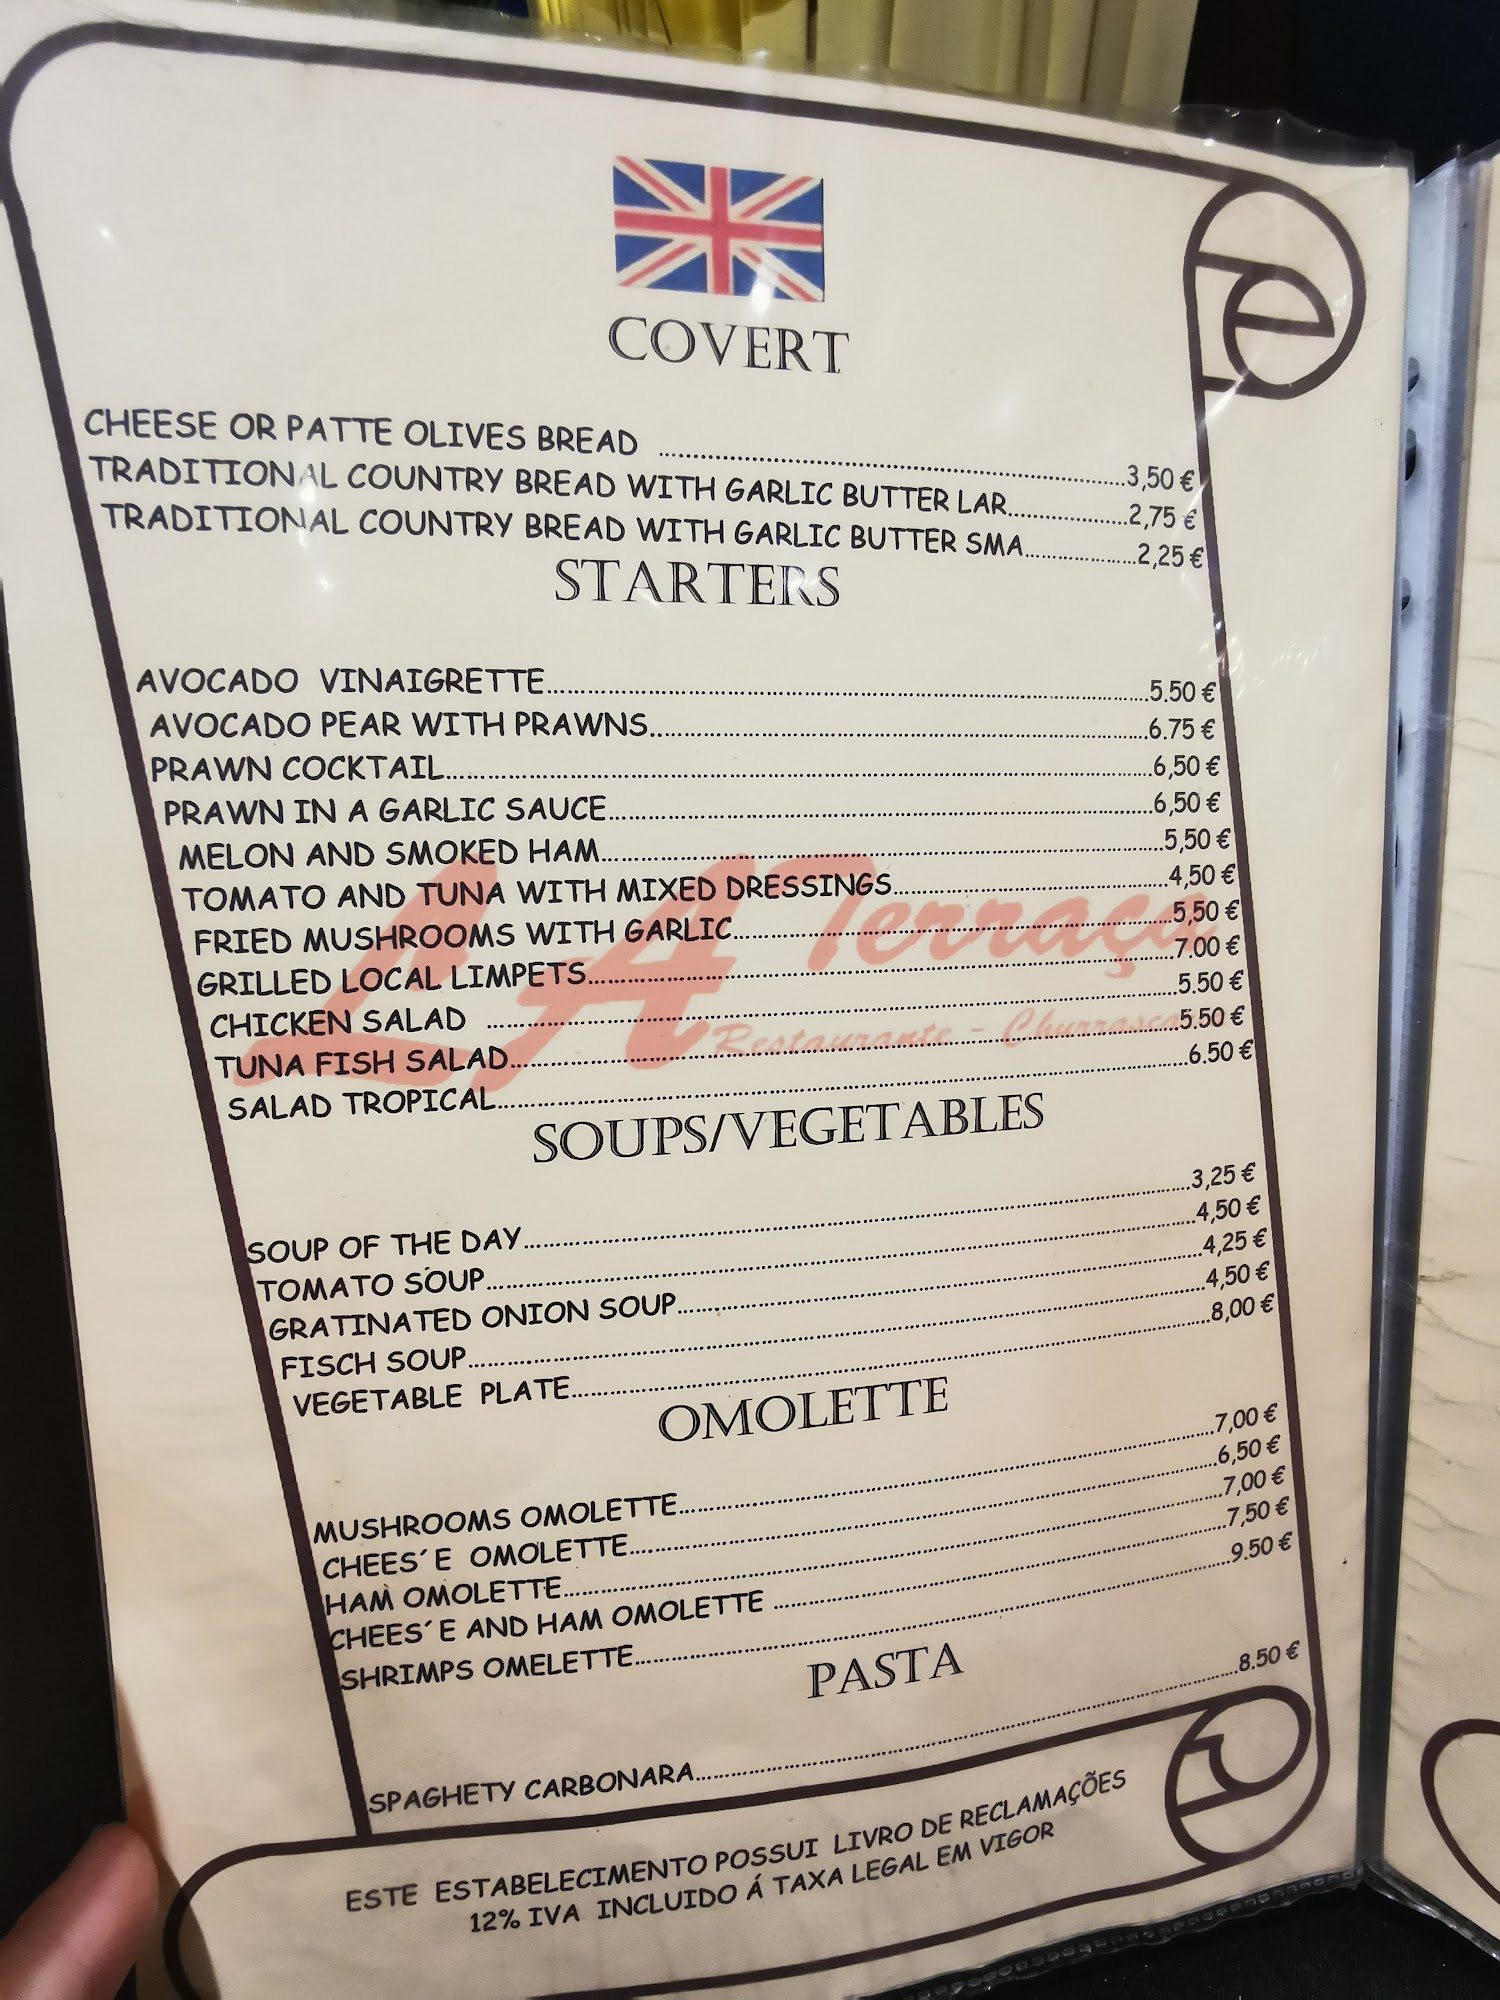 COVERT
CHEESE OR PATTE OLIVES BREAD ........ 3,50 €
TRADITIONAL COUNTRY BREAD WITH GARLIC BUTTER LAR........ 2,75 €
TRADITIONAL COUNTRY BREAD WITH GARLIC BUTTER SMA........ 2,25 €
STARTERS
AVOCADO VINAIGRETTE........ 5.50 €
AVOCADO PEAR WITH PRAWNS........ 6.75 €
PRAWN COCKTAIL........ 6,50 €
PRAWN IN A GARLIC SAUCE........ 6,50 €
MELON AND SMOKED HAM........ 5,50 €
TOMATO AND TUNA WITH MIXED DRESSINGS........ 4,50 €
FRIED MUSHROOMS WITH GARLIC........ 5,50 €
GRILLED LOCAL LIMPETS........ 7.00 €
CHICKEN SALAD ........ 5.50 €
TUNA FISH SALAD........ 5.50 €
SALAD TROPICAL........ 6.50 €
LA Terraça
Restaurante - Churrasca
SOUPS/VEGETABLES
SOUP OF THE DAY........ 3,25 €
TOMATO SOUP........ 4,50 €
GRATINATED ONION SOUP........ 4,25 €
FISCH SOUP........ 4,50 €
VEGETABLE PLATE........ 8,00 €
OMOLETTE
MUSHROOMS OMOLETTE........ 7,00 €
CHEES´E OMOLETTE........ 6,50 €
HAM OMOLETTE........ 7,00 €
CHEES´E AND HAM OMOLETTE ........ 7,50 €
SHRIMPS OMELETTE........ 9.50 €
PASTA
SPAGHETY CARBONARA........ 8.50 €
ESTE ESTABELECIMENTO POSSUI LIVRO DE RECLAMAÇÕES
12% IVA INCLUIDO Á TAXA LEGAL EM VIGOR